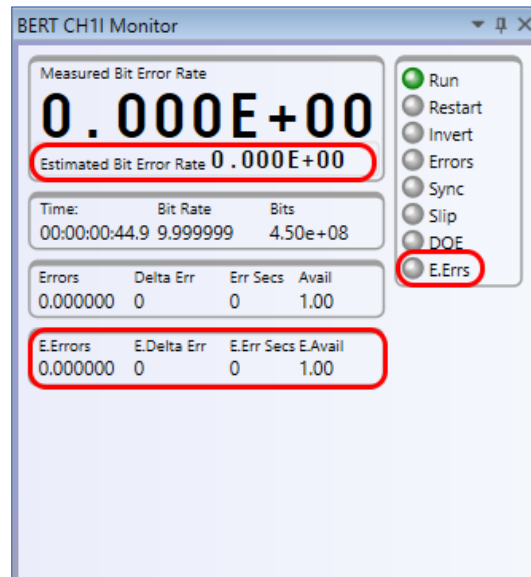 BERT CH1I Monitor
Measured Bit Error Rate
0.000E+00
Estimated Bit Error Rate 0.000E+00
Time: Bit Rate Bits
00:00:00:44.9 9.999999 4.50e+08
Errors Delta Err Err Secs Avail
0.000000 0 0 1.00
E.Errors E.Delta Err E.Err Secs E.Avail
0.000000 0 0 1.00
Run
Restart
Invert
Errors
Sync
Slip
DOE
E.Errs